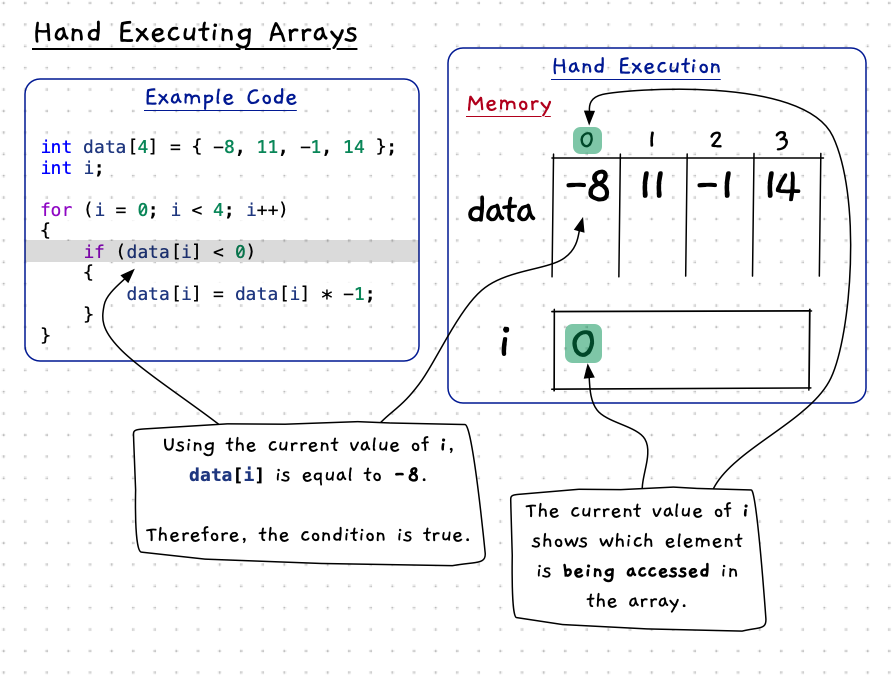 Hand Executing Arrays
Example Code
int data[4] = { -8, 11, -1, 14 };
int i;
for (i = 0; i < 4; i++)
{
if (data[i] < 0)
{
data[i] = data[i] * -1;
}
}
Hand Execution
Memory
0 1 2 3
data -8 11 -1 14
i 0
Using the current value of i,
data[i] is equal to -8.
Therefore, the condition is true.
The current value of i
shows which element
is being accessed in
the array.